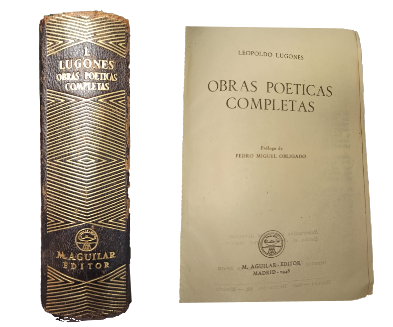 L
LUGONES
OBRAS POETICAS
COMPLETAS
M. AGUILAR
EDITOR
LEOPOLDO LUGONES
OBRAS POETICAS
COMPLETAS
Prólogo de
PEDRO MIGUEL OBLIGADO
M. AGUILAR-EDITOR
MADRID-1948